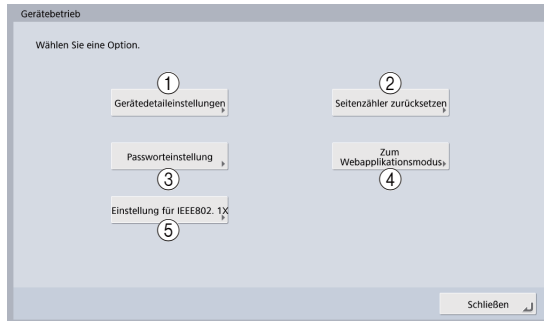 Gerätebetrieb
Wählen Sie eine Option.
①
②
Gerätedetaileinstellungen
Seitenzähler zurücksetzen
Passworteinstellung
Zum
Webapplikationsmodus
③
④
Einstellung für IEEE802. 1X
⑤
Schließen